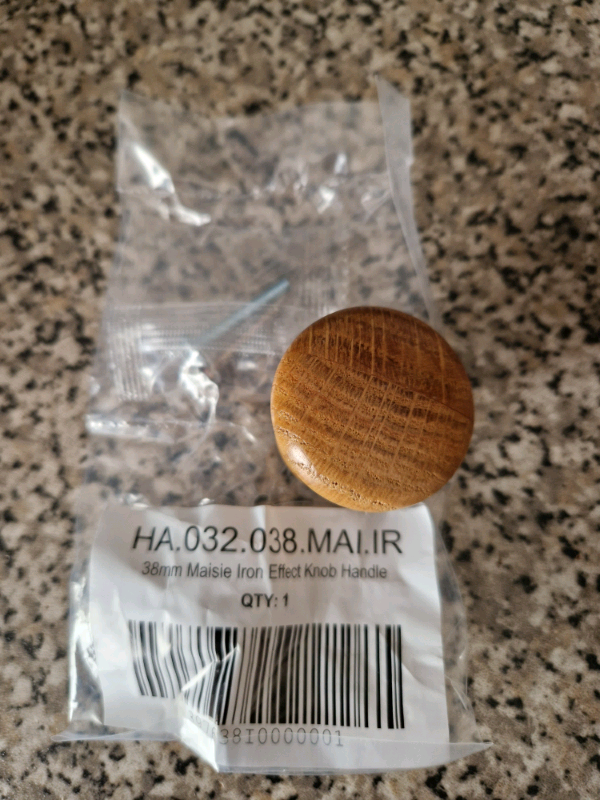 HA.032.038.MAI.IR
38mm Maisie Iron Effect Knob Handle
QTY: 1